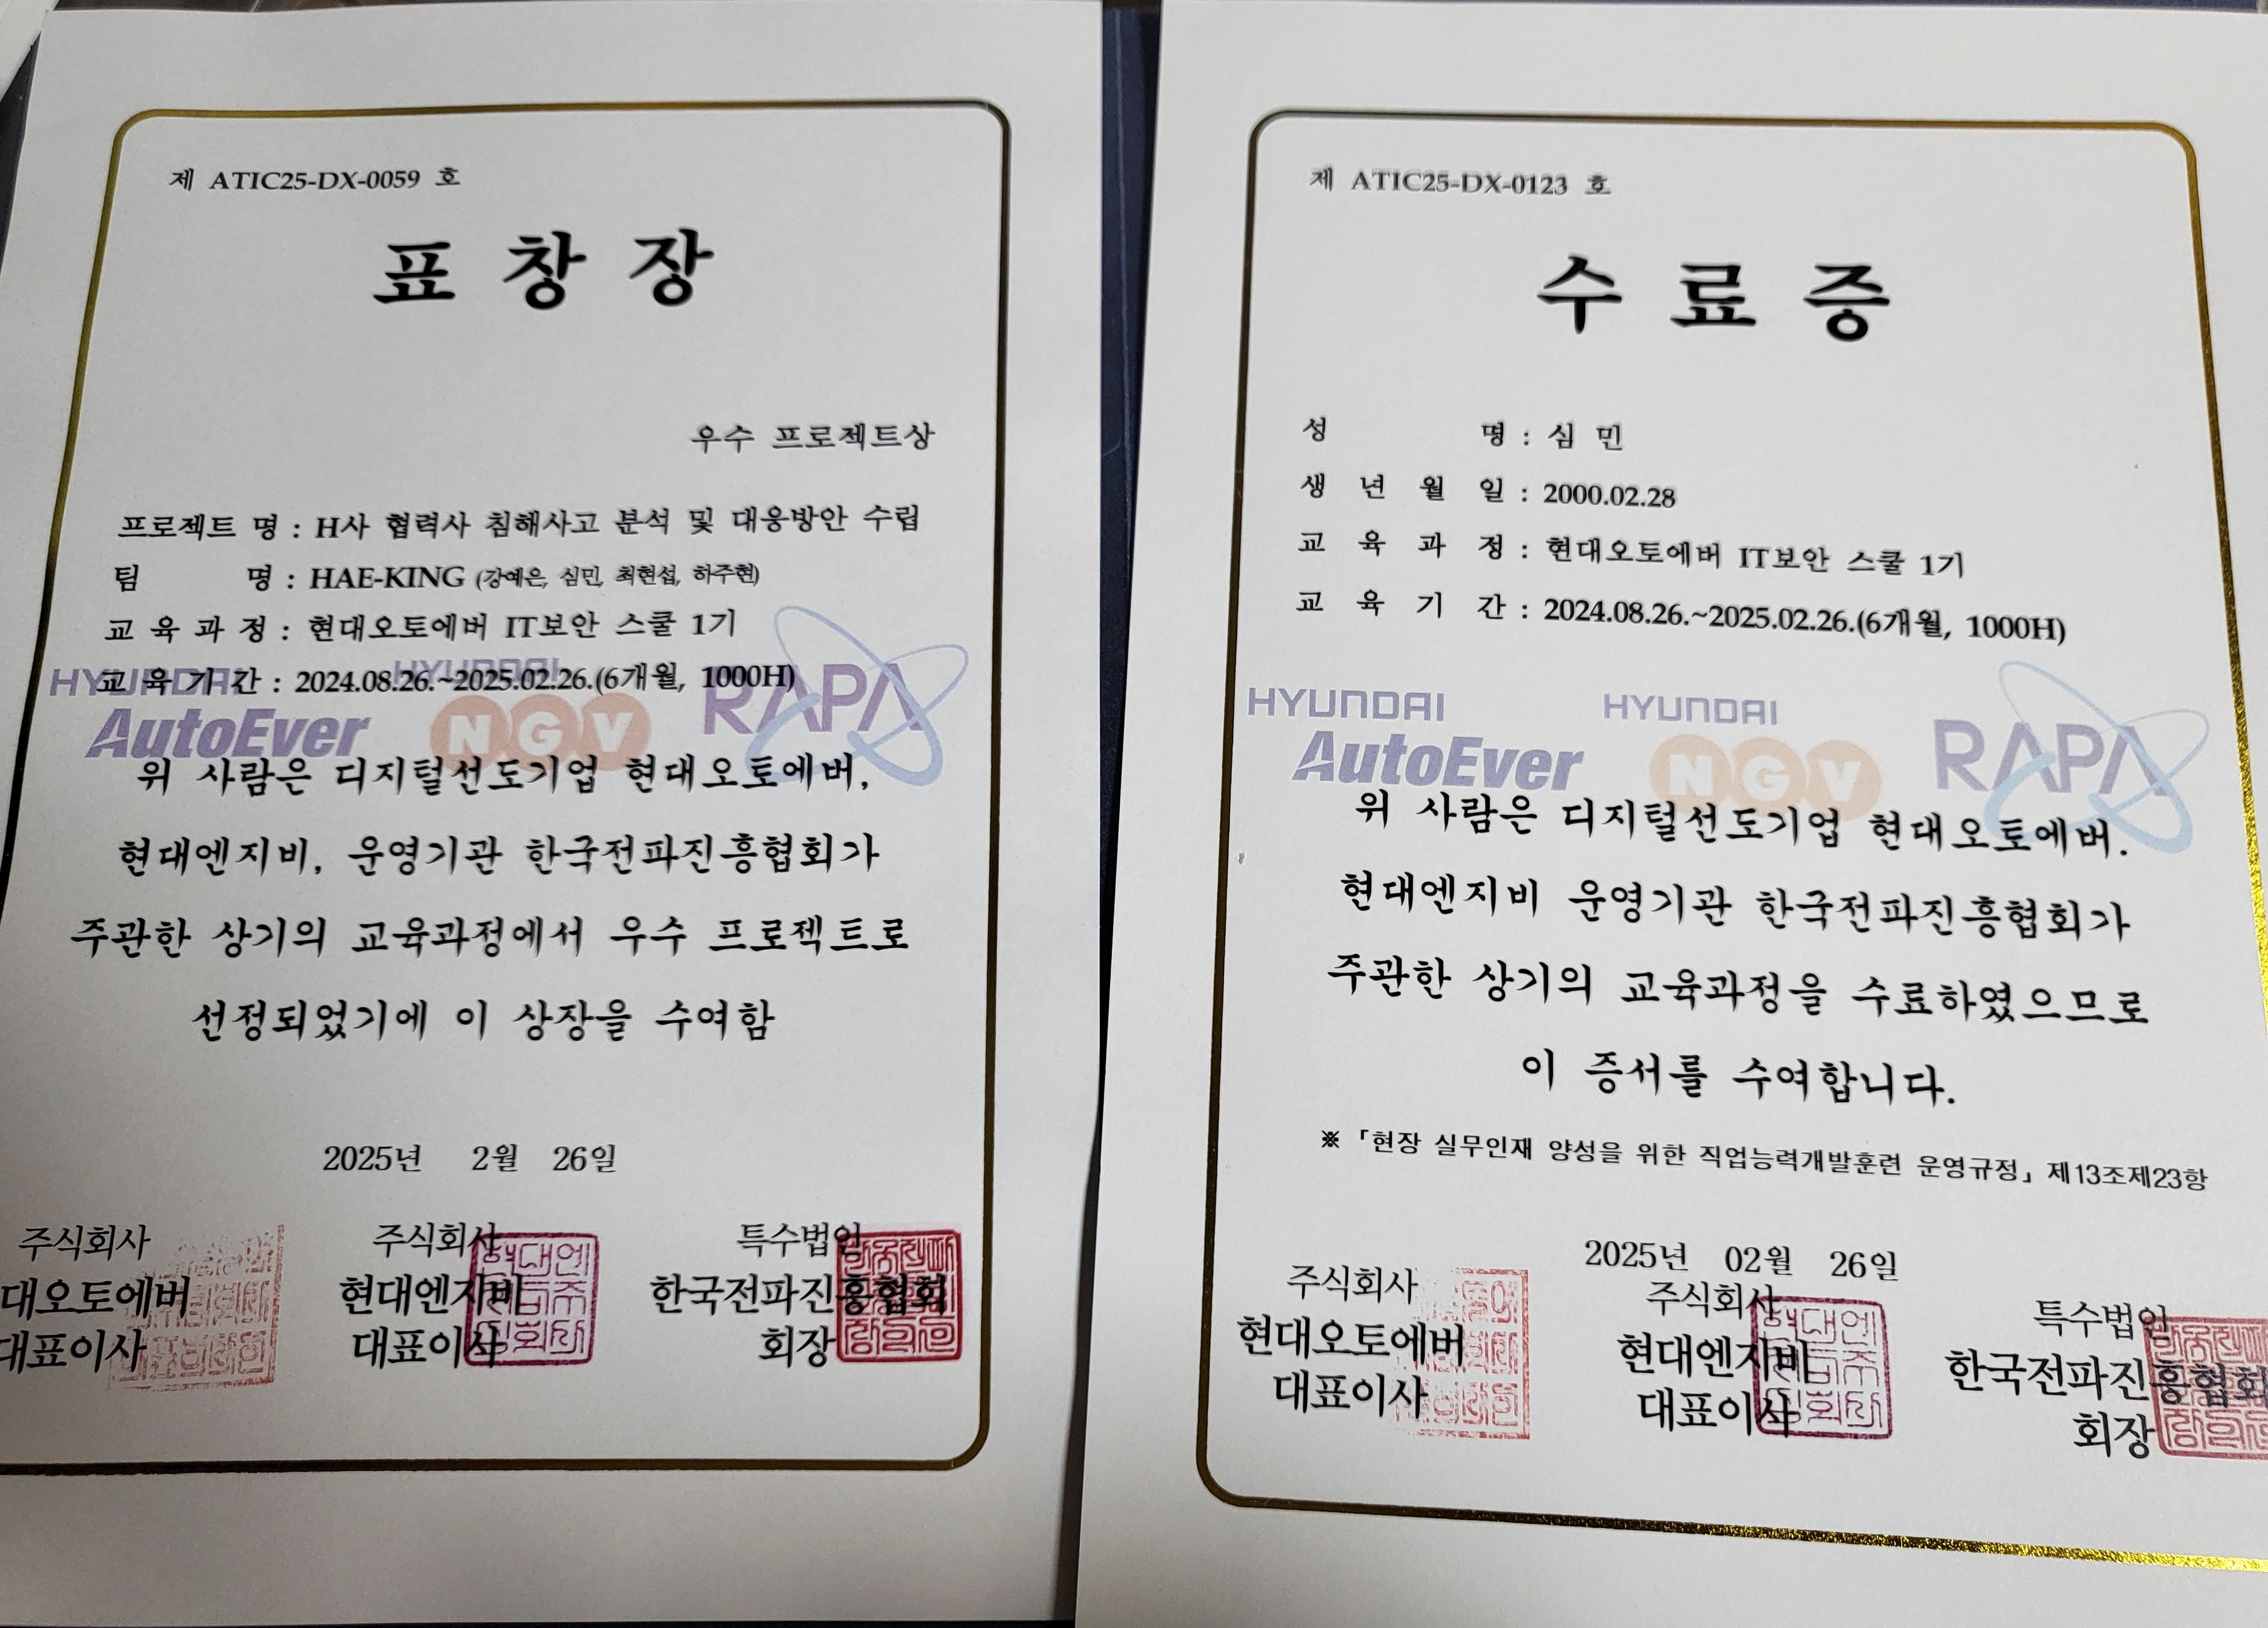 제 ATIC25-DX-0059 호
표 창 장
우수 프로젝트상
프로젝트 명 : H사 협력사 침해사고 분석 및 대응방안 수립
팀 명 : HAE-KING (강예은, 심민, 최현섭, 하주현)
교 육 과 정 : 현대오토에버 IT보안 스쿨 1기
교 육 기 간 : 2024.08.26.~2025.02.26.(6개월, 1000H)
HYUNDAI AutoEver
HYUNDAI NGV
RAPA
위 사람은 디지털선도기업 현대오토에버,
현대엔지비, 운영기관 한국전파진흥협회가
주관한 상기의 교육과정에서 우수 프로젝트로
선정되었기에 이 상장을 수여함
2025년 2월 26일
주식회사
대오토에버
대표이사
주식회사
현대엔지비
대표이사
특수법인
한국전파진흥협회
회장
제 ATIC25-DX-0123 호
수 료 증
성 명 : 심 민
생 년 월 일 : 2000.02.28
교 육 과 정 : 현대오토에버 IT보안 스쿨 1기
교 육 기 간 : 2024.08.26.~2025.02.26.(6개월, 1000H)
HYUNDAI AutoEver
HYUNDAI NGV
RAPA
위 사람은 디지털선도기업 현대오토에버.
현대엔지비 운영기관 한국전파진흥협회가
주관한 상기의 교육과정을 수료하였으므로
이 증서를 수여합니다.
※ 「현장 실무인재 양성을 위한 직업능력개발훈련 운영규정」 제13조제23항
2025년 02월 26일
주식회사
현대오토에버
대표이사
주식회사
현대엔지비
대표이사
특수법인
한국전파진흥협회
회장